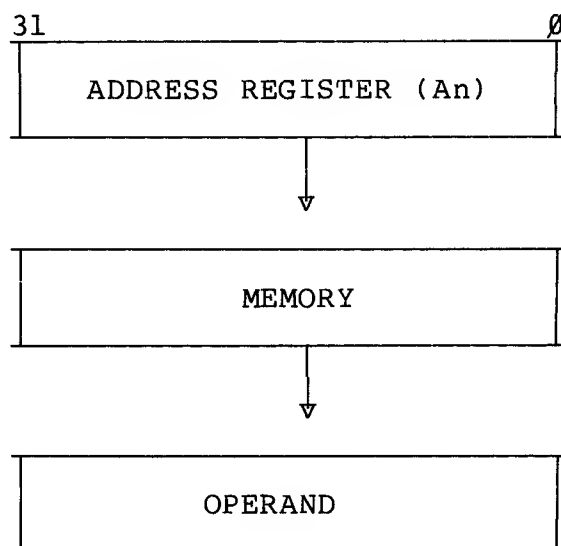 31 Ø
ADDRESS REGISTER (An)
MEMORY
OPERAND